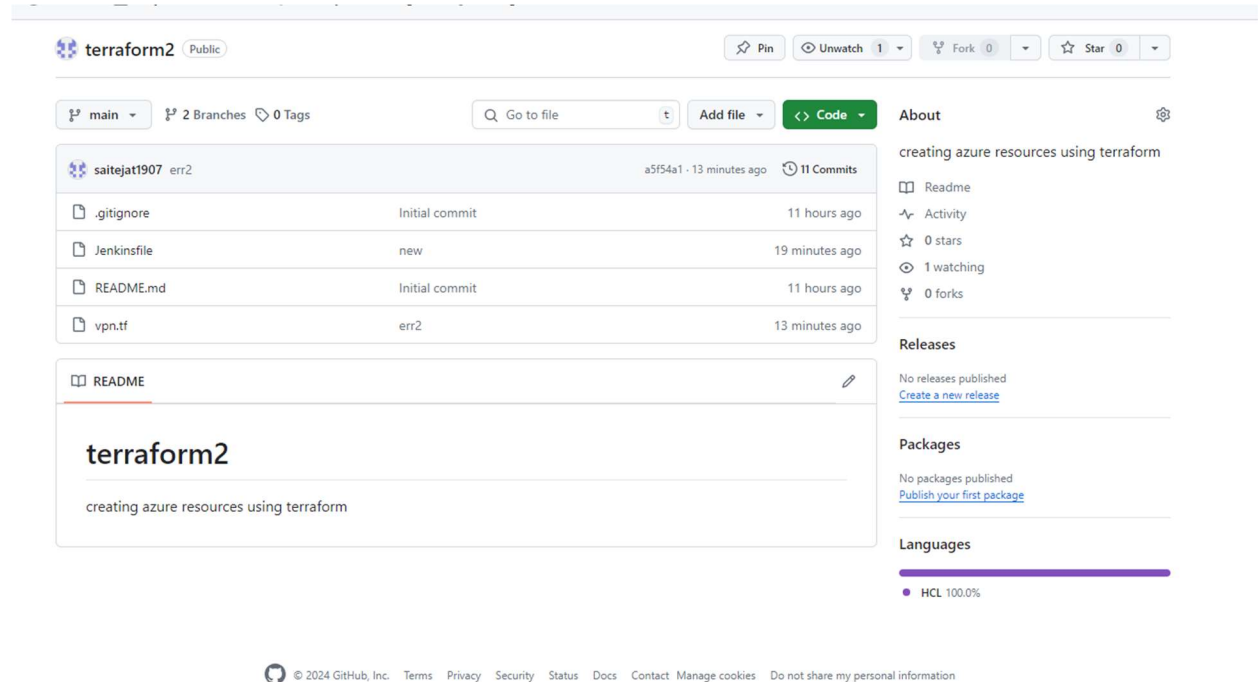 terraform2 Public
Pin Unwatch 1 Fork 0 Star 0
main 2 Branches 0 Tags Go to file t Add file Code
saitejat1907 err2 a5f54a1 · 13 minutes ago 11 Commits
.gitignore Initial commit 11 hours ago
Jenkinsfile new 19 minutes ago
README.md Initial commit 11 hours ago
vpn.tf err2 13 minutes ago
README
terraform2
creating azure resources using terraform
About
creating azure resources using terraform
Readme
Activity
0 stars
1 watching
0 forks
Releases
No releases published
Create a new release
Packages
No packages published
Publish your first package
Languages
HCL 100.0%
© 2024 GitHub, Inc. Terms Privacy Security Status Docs Contact Manage cookies Do not share my personal information